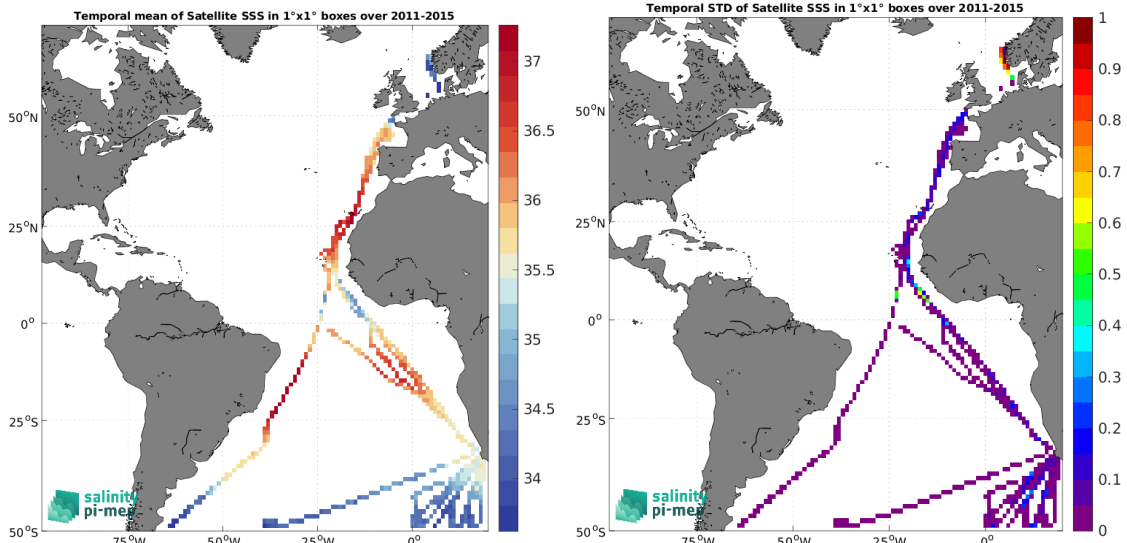 Temporal mean of Satellite SSS in 1°x1° boxes over 2011-2015
50°N
25°N
0°
25°S
50°S
75°W
50°W
25°W
0°
37
36.5
36
35.5
35
34.5
34
salinity
pi-mep
Temporal STD of Satellite SSS in 1°x1° boxes over 2011-2015
50°N
25°N
0°
25°S
50°S
75°W
50°W
25°W
0°
1
0.9
0.8
0.7
0.6
0.5
0.4
0.3
0.2
0.1
0
salinity
pi-mep